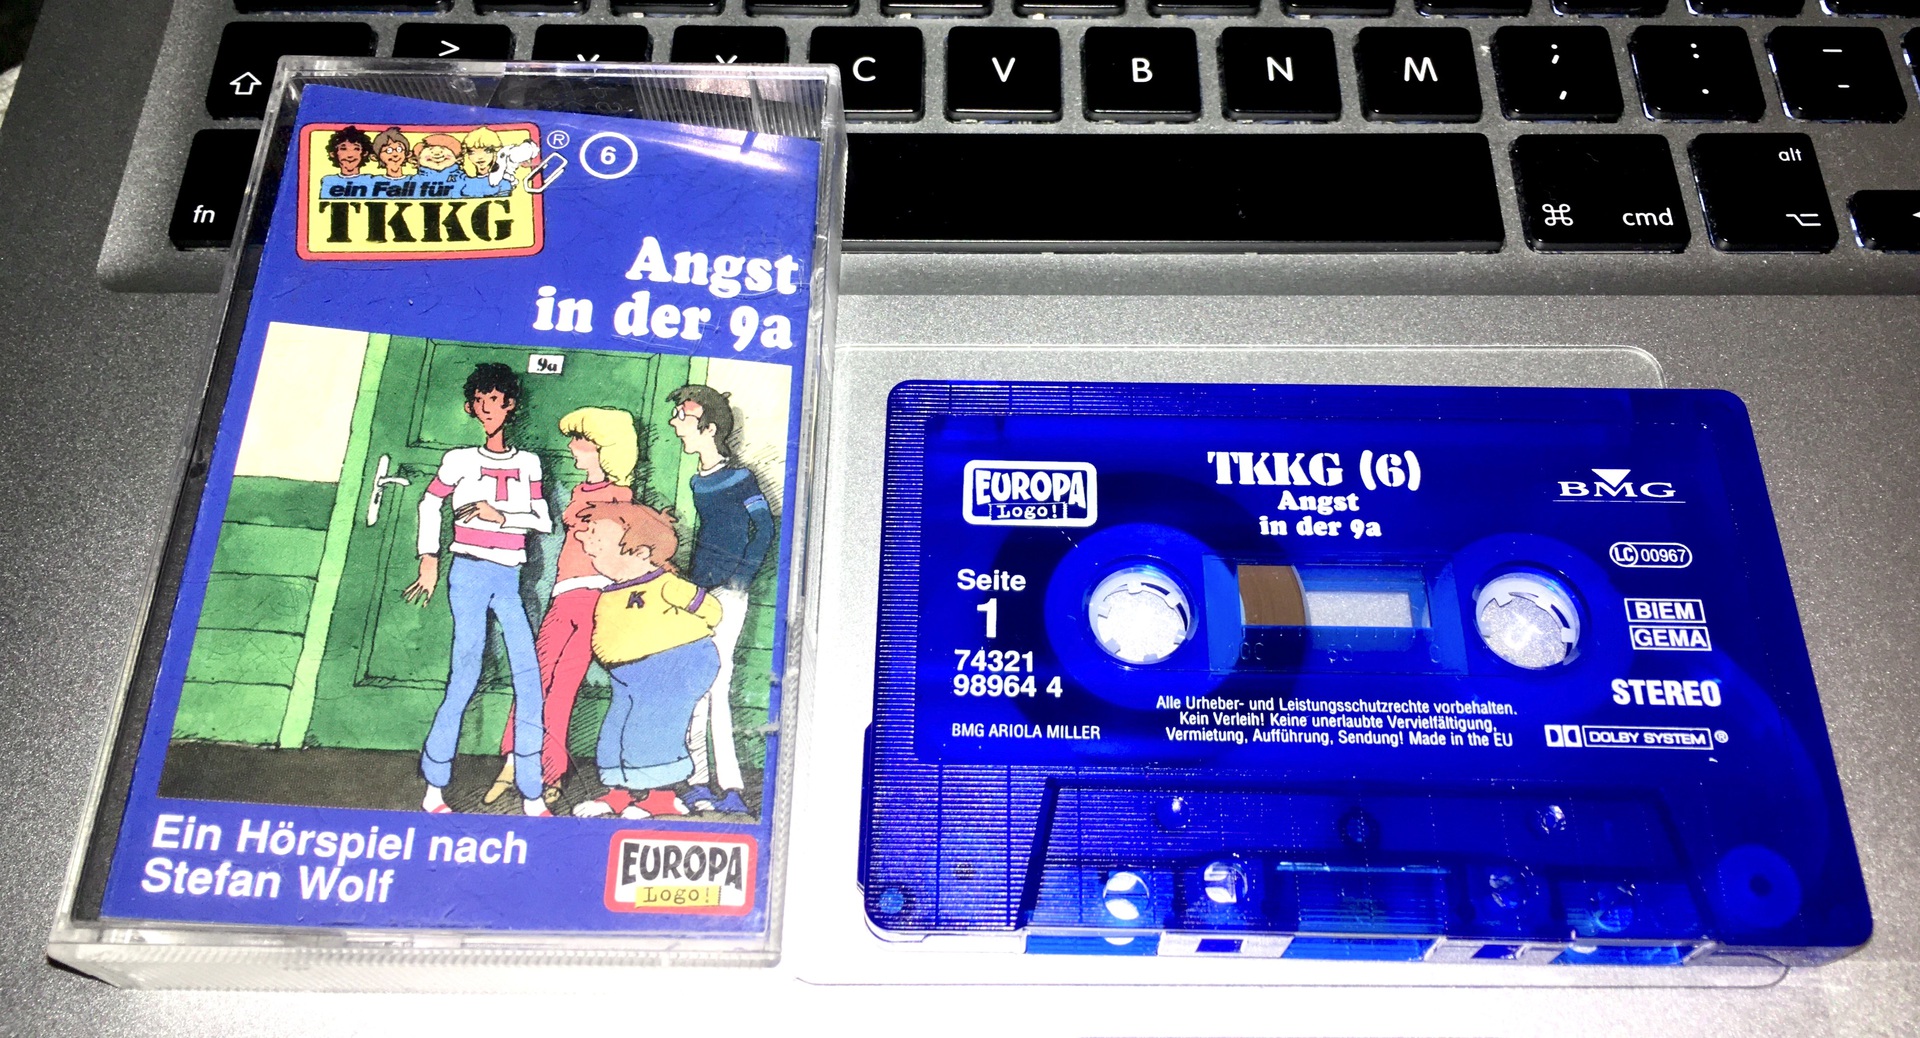 >
C
V
B
N
M
;
,
:
.
–
-
fn
⌘ cmd
alt
⌥
ein Fall für
TKKG
®
6
K
Angst
in der 9a
9a
T
K
Ein Hörspiel nach
Stefan Wolf
EUROPA
Logo!
EUROPA
Logo!
TKKG (6)
Angst
in der 9a
BMG
LC 00967
Seite
1
74321
98964 4
BIEM
GEMA
STEREO
BMG ARIOLA MILLER
Alle Urheber- und Leistungsschutzrechte vorbehalten.
Kein Verleih! Keine unerlaubte Vervielfältigung,
Vermietung, Aufführung, Sendung! Made in the EU
DOLBY SYSTEM ®